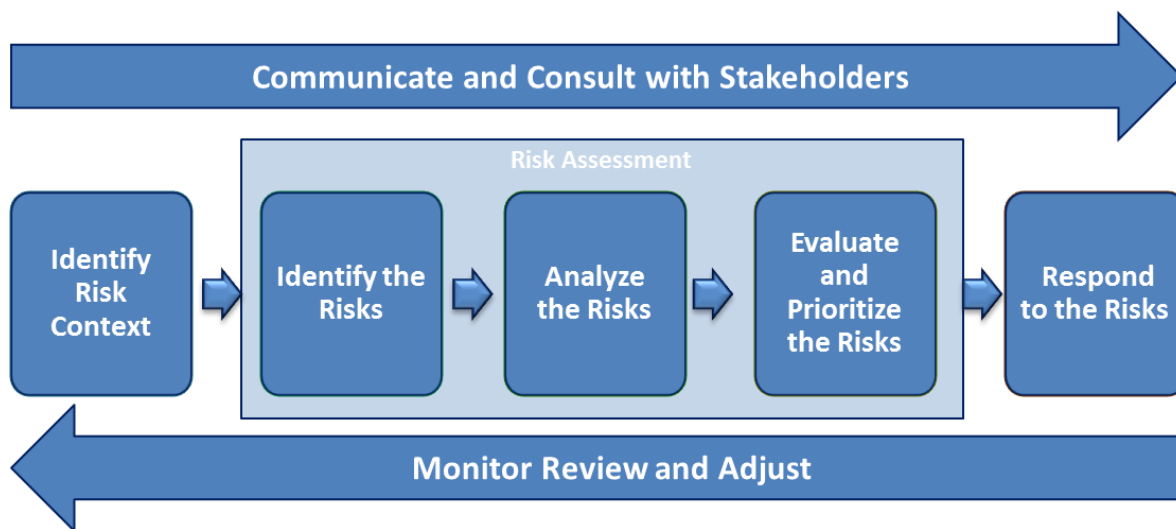 Communicate and Consult with Stakeholders
Risk Assessment
Identify
Risk
Context
Identify the
Risks
Analyze
the Risks
Evaluate
and
Prioritize
the Risks
Respond
to the Risks
Monitor Review and Adjust